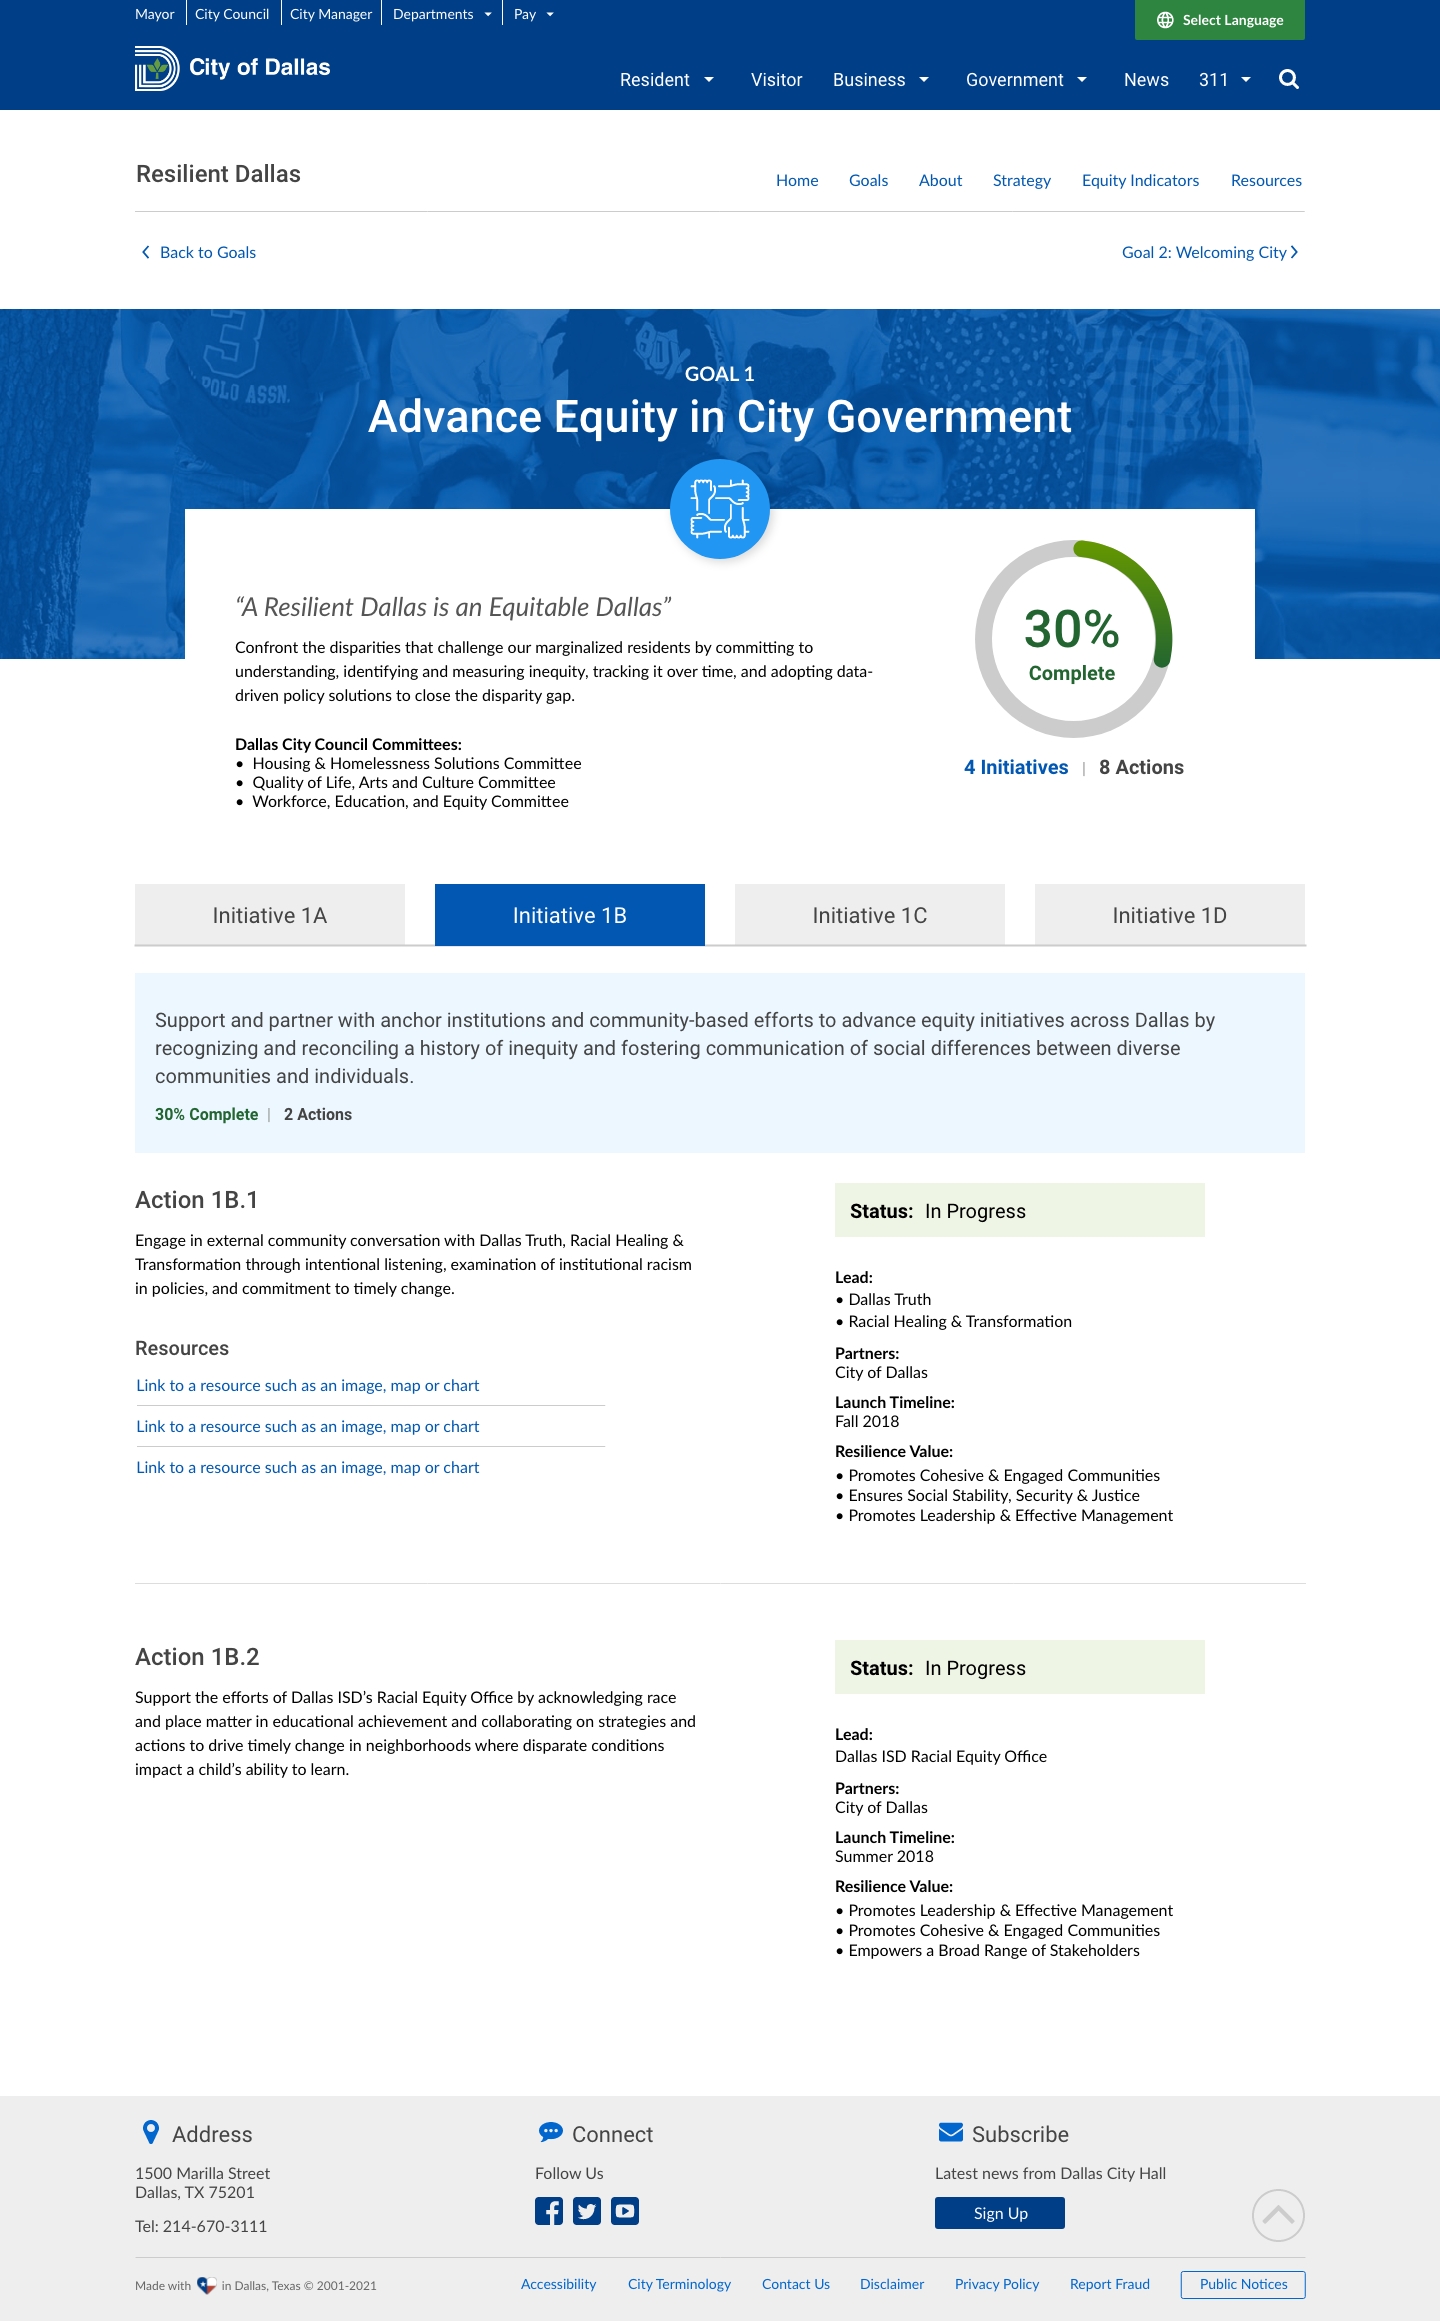 Mayor
City Council
City Manager
Departments
Pay
Select Language
City of Dallas
Resident
Visitor
Business
Government
News
311
Resilient Dallas
Home
Goals
About
Strategy
Equity Indicators
Resources
Back to Goals
Goal 2: Welcoming City
3
POLO ASSN.
GOAL 1
Advance Equity in City Government
“A Resilient Dallas is an Equitable Dallas”
Confront the disparities that challenge our marginalized residents by committing to
understanding, identifying and measuring inequity, tracking it over time, and adopting data-
driven policy solutions to close the disparity gap.
Dallas City Council Committees:
• Housing & Homelessness Solutions Committee
• Quality of Life, Arts and Culture Committee
• Workforce, Education, and Equity Committee
30%
Complete
4 Initiatives | 8 Actions
Initiative 1A
Initiative 1B
Initiative 1C
Initiative 1D
Support and partner with anchor institutions and community-based efforts to advance equity initiatives across Dallas by
recognizing and reconciling a history of inequity and fostering communication of social differences between diverse
communities and individuals.
30% Complete | 2 Actions
Action 1B.1
Engage in external community conversation with Dallas Truth, Racial Healing &
Transformation through intentional listening, examination of institutional racism
in policies, and commitment to timely change.
Resources
Link to a resource such as an image, map or chart
Link to a resource such as an image, map or chart
Link to a resource such as an image, map or chart
Status: In Progress
Lead:
• Dallas Truth
• Racial Healing & Transformation
Partners:
City of Dallas
Launch Timeline:
Fall 2018
Resilience Value:
• Promotes Cohesive & Engaged Communities
• Ensures Social Stability, Security & Justice
• Promotes Leadership & Effective Management
Action 1B.2
Support the efforts of Dallas ISD’s Racial Equity Office by acknowledging race
and place matter in educational achievement and collaborating on strategies and
actions to drive timely change in neighborhoods where disparate conditions
impact a child’s ability to learn.
Status: In Progress
Lead:
Dallas ISD Racial Equity Office
Partners:
City of Dallas
Launch Timeline:
Summer 2018
Resilience Value:
• Promotes Leadership & Effective Management
• Promotes Cohesive & Engaged Communities
• Empowers a Broad Range of Stakeholders
Address
1500 Marilla Street
Dallas, TX 75201
Tel: 214-670-3111
Connect
Follow Us
Subscribe
Latest news from Dallas City Hall
Sign Up
Made with in Dallas, Texas © 2001-2021
Accessibility
City Terminology
Contact Us
Disclaimer
Privacy Policy
Report Fraud
Public Notices